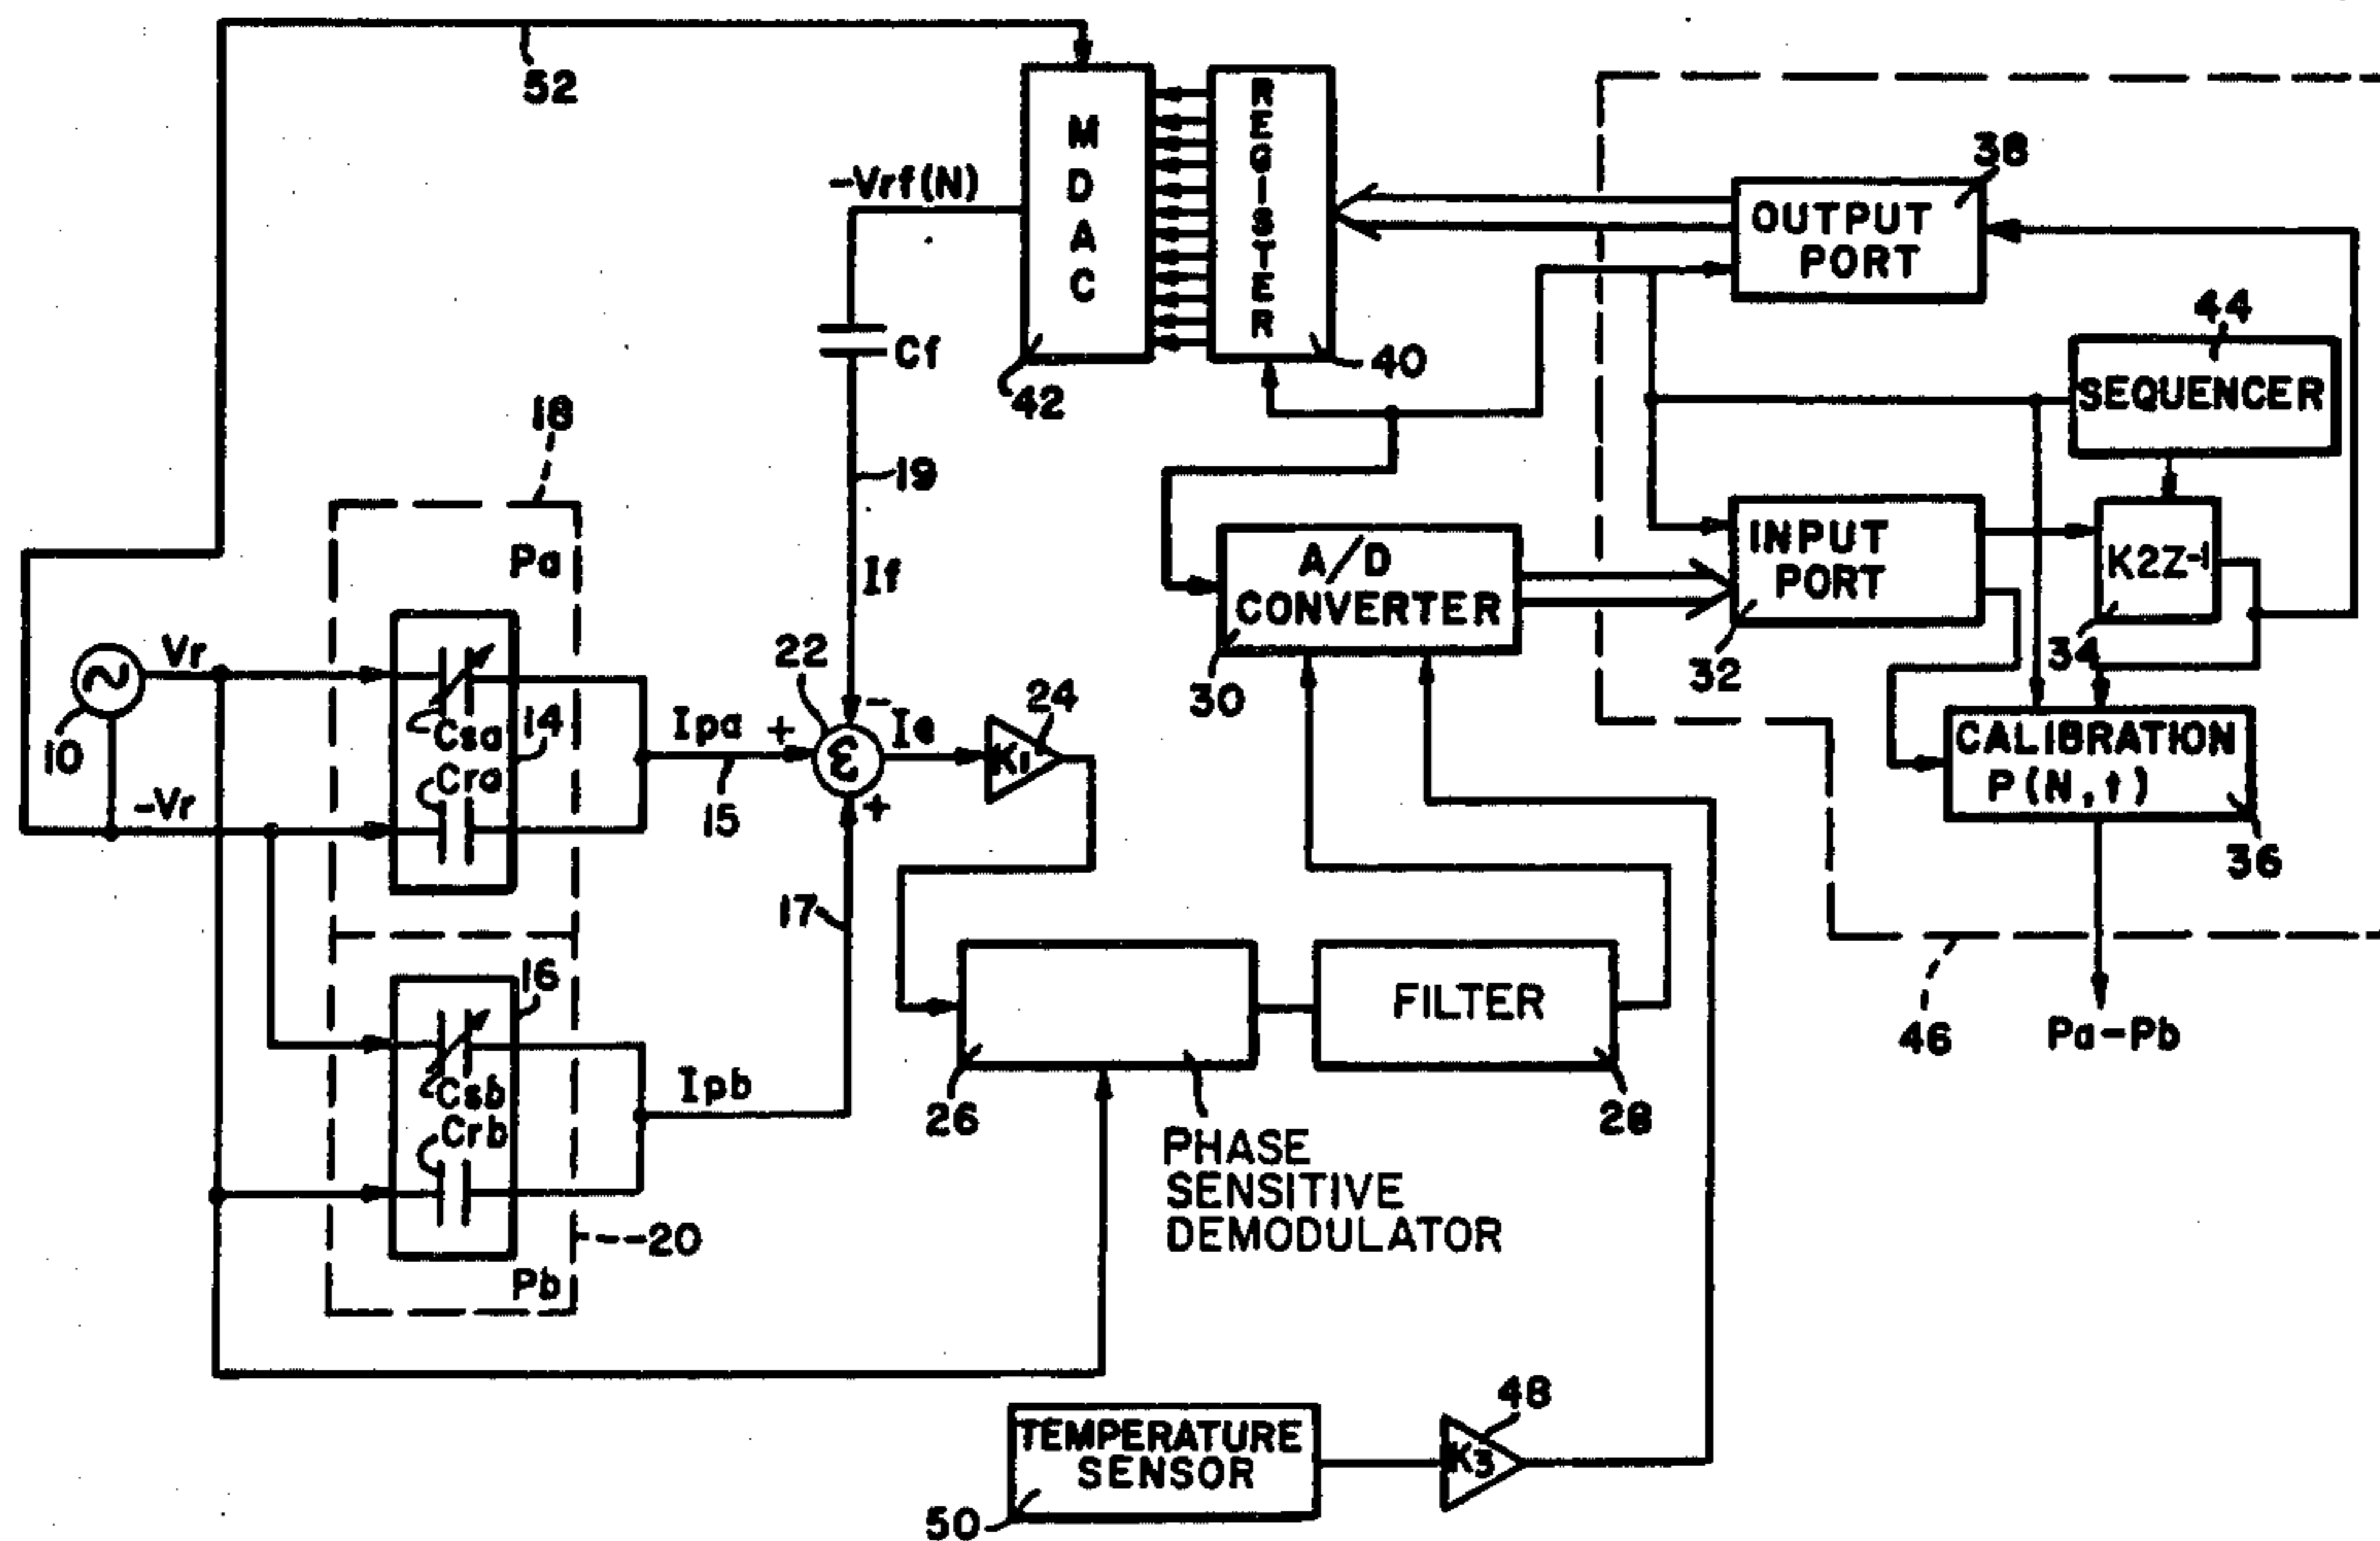 52
M
D
A
C
REGISTER
-Vrf(N)
38
OUTPUT
PORT
44
SEQUENCER
Cf
42
40
18
19
Pa
If
A/D
CONVERTER
INPUT
PORT
K2Z-1
30
32
34
Vr
22
-
Ie
24
10
Csa
14
Ipa
+
ε
K1
CALIBRATION
P(N,t)
Cra
-Vr
15
+
36
17
16
FILTER
46
Pa-Pb
Csb
Ipb
26
28
Crb
PHASE
SENSITIVE
DEMODULATOR
20
Pb
48
TEMPERATURE
SENSOR
K3
50